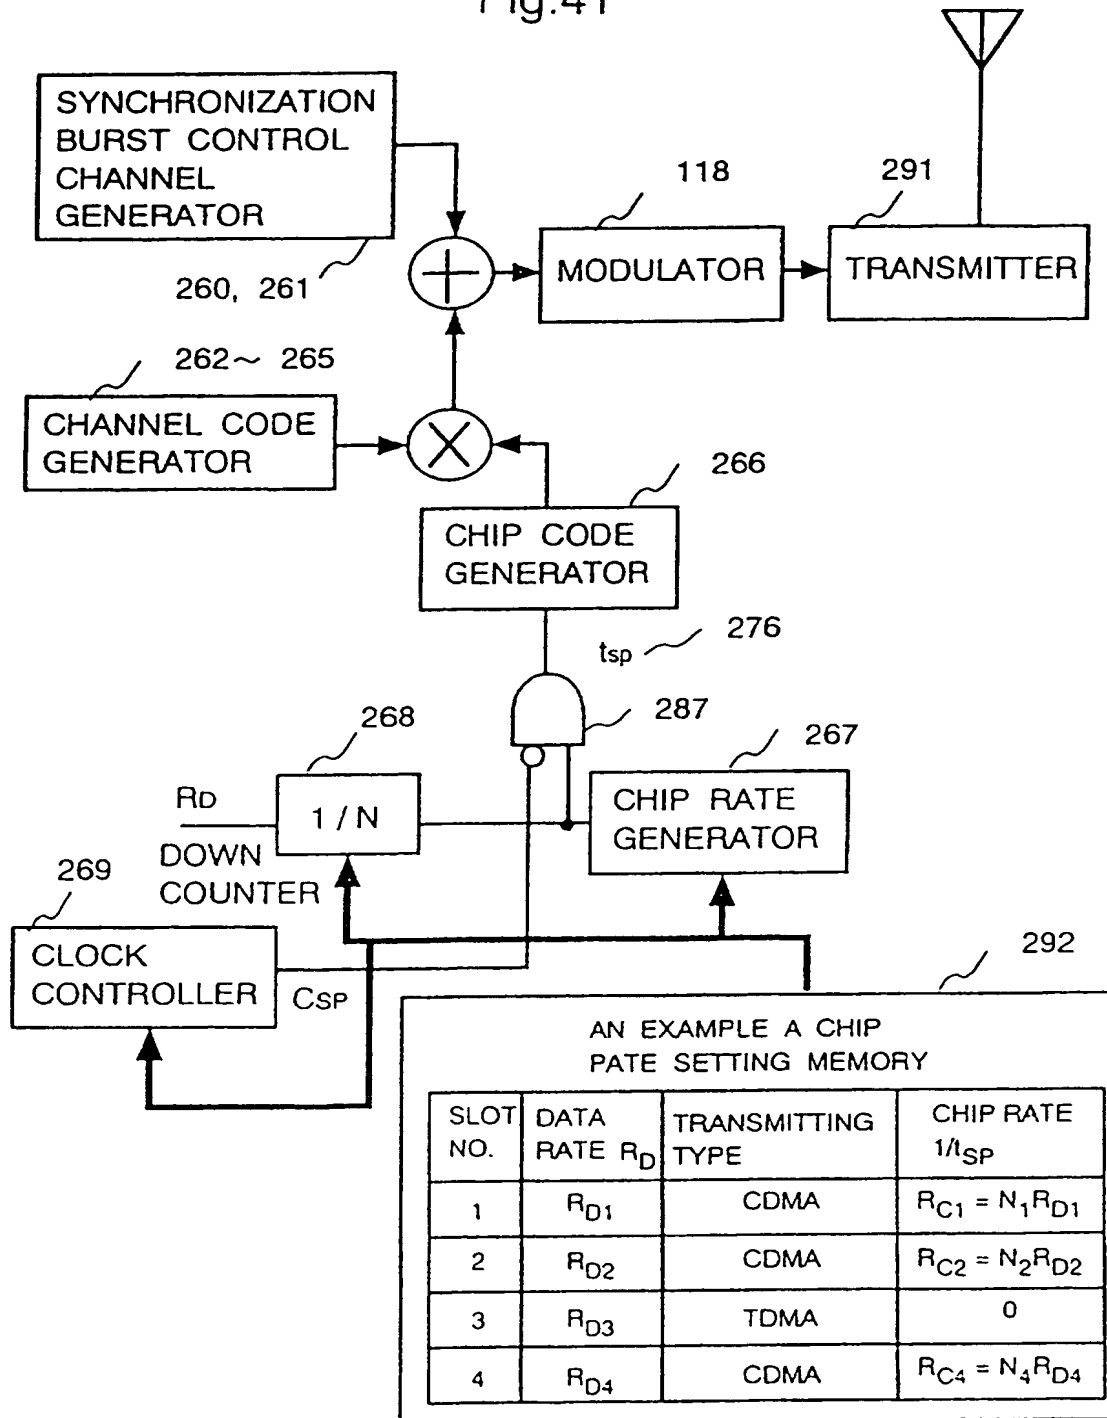 Fig.41
SYNCHRONIZATION
BURST CONTROL
CHANNEL
GENERATOR
260, 261
118
291
MODULATOR
TRANSMITTER
262~ 265
CHANNEL CODE
GENERATOR
266
CHIP CODE
GENERATOR
tsp
276
287
268
267
RD
1 / N
CHIP RATE
GENERATOR
DOWN
COUNTER
269
CLOCK
CONTROLLER
CSP
292
AN EXAMPLE A CHIP
PATE SETTING MEMORY
SLOT NO. DATA RATE RD TRANSMITTING TYPE CHIP RATE 1/tSP
1 RD1 CDMA RC1 = N1RD1
2 RD2 CDMA RC2 = N2RD2
3 RD3 TDMA 0
4 RD4 CDMA RC4 = N4RD4